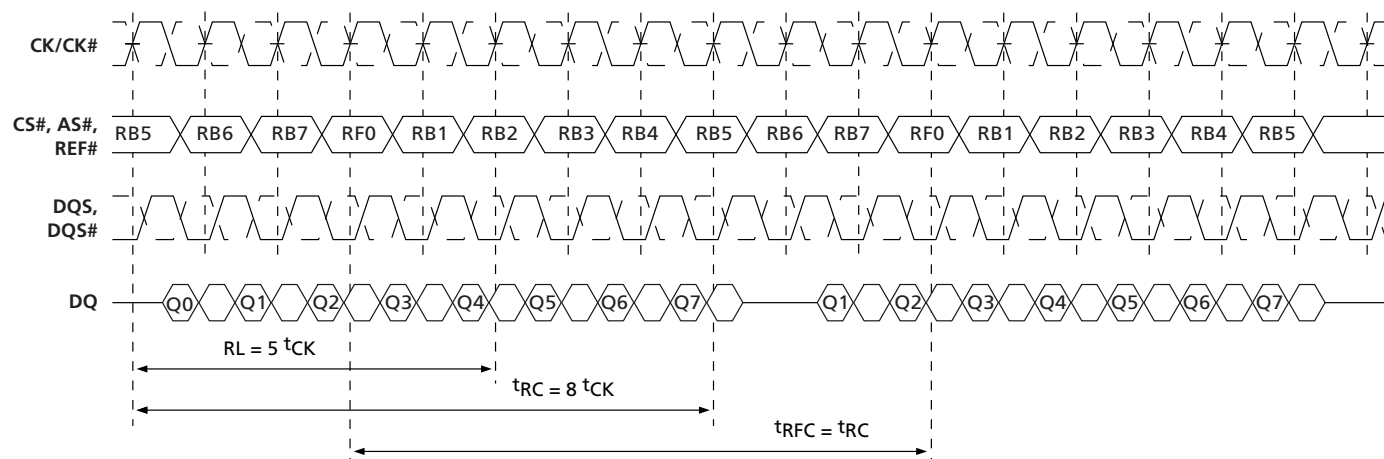 CK/CK#
CS#, AS#,
REF#
RB5 RB6 RB7 RF0 RB1 RB2 RB3 RB4 RB5 RB6 RB7 RF0 RB1 RB2 RB3 RB4 RB5
DQS,
DQS#
DQ
Q0 Q1 Q2 Q3 Q4 Q5 Q6 Q7 Q1 Q2 Q3 Q4 Q5 Q6 Q7
RL = 5 tCK
tRC = 8 tCK
tRFC = tRC